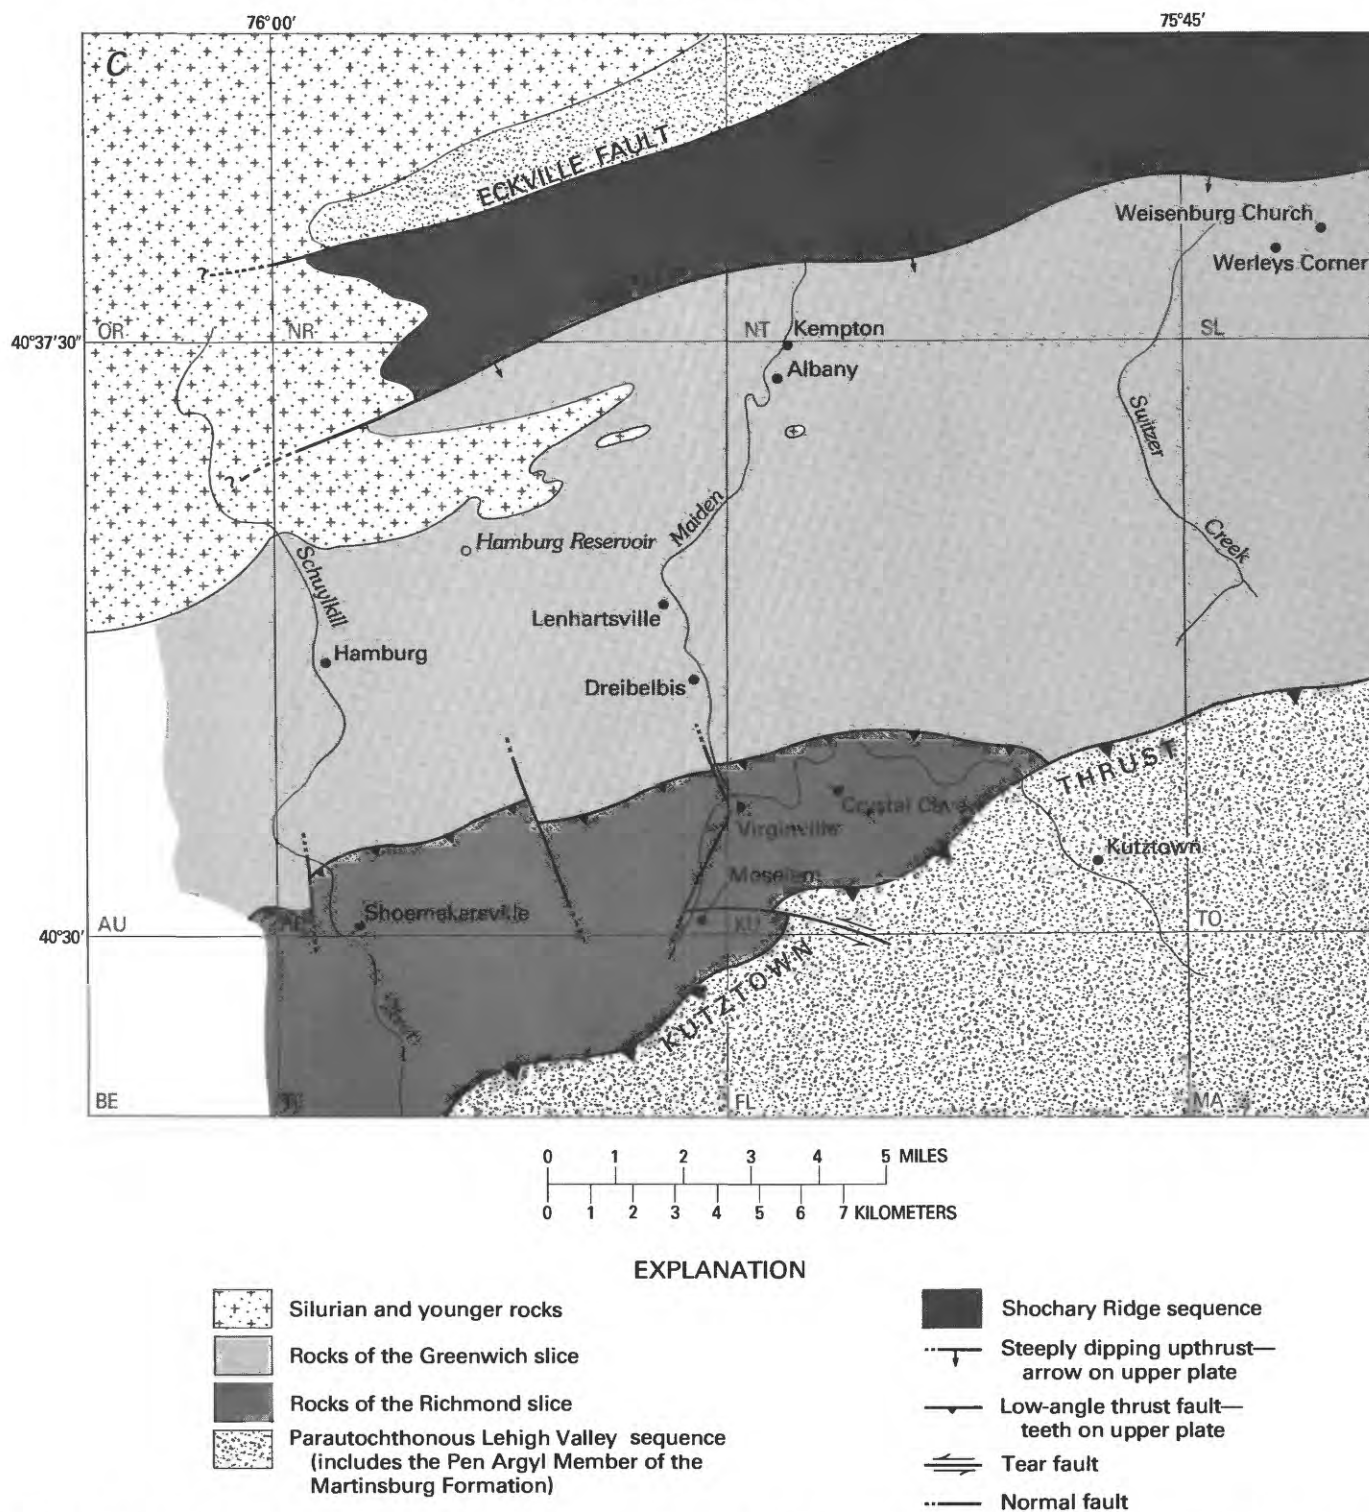 76°00′ 75°45′
C
ECKVILLE FAULT
Weisenburg Church
Werleys Corner
?
OR NR NT Kempton SL
40°37′30″
Albany
Switzer
?
Maiden
Creek
Hamburg Reservoir
Schuylkill
Lenhartsville
Hamburg
Dreibelbis
THRUST
Crystal Cave
Virginville
Kutztown
Moselem
Shoemakersville
AU KU TO
40°30′
KUTZTOWN
BE FL MA
0 1 2 3 4 5 MILES
0 1 2 3 4 5 6 7 KILOMETERS
EXPLANATION
Silurian and younger rocks
Rocks of the Greenwich slice
Rocks of the Richmond slice
Parautochthonous Lehigh Valley sequence
(includes the Pen Argyl Member of the
Martinsburg Formation)
Shochary Ridge sequence
Steeply dipping upthrust—
arrow on upper plate
Low-angle thrust fault—
teeth on upper plate
Tear fault
Normal fault